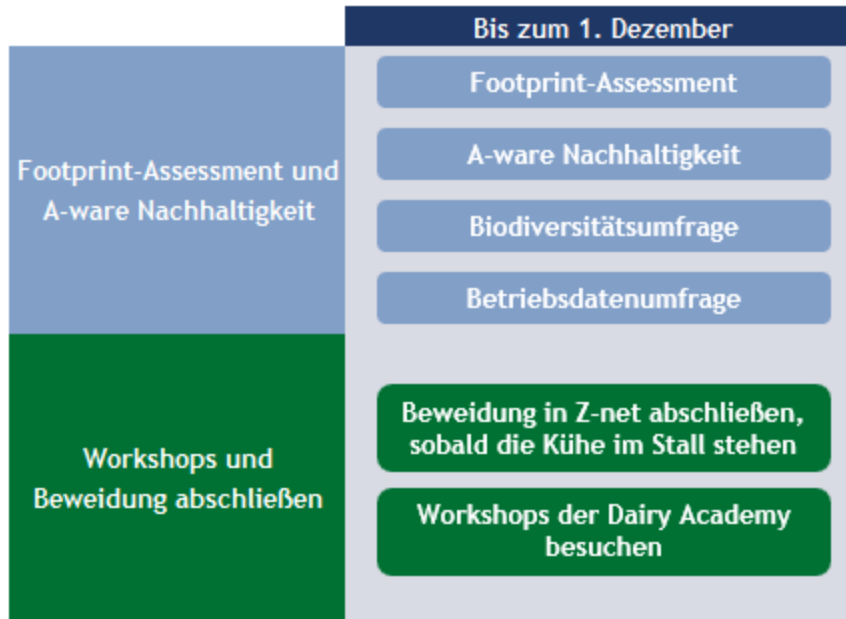 Bis zum 1. Dezember
Footprint-Assessment und
A-ware Nachhaltigkeit
Footprint-Assessment
A-ware Nachhaltigkeit
Biodiversitätsumfrage
Betriebsdatenumfrage
Workshops und
Beweidung abschließen
Beweidung in Z-net abschließen,
sobald die Kühe im Stall stehen
Workshops der Dairy Academy
besuchen